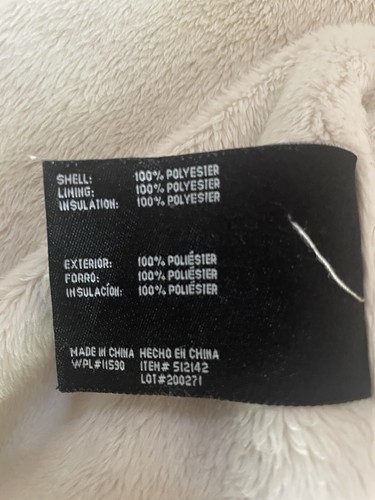 SHELL: 100% POLYESTER
LINING: 100% POLYESTER
INSULATION: 100% POLYESTER
EXTERIOR: 100% POLIÉSTER
FORRO: 100% POLIÉSTER
INSULACIÓN: 100% POLIÉSTER
MADE IN CHINA HECHO EN CHINA
WPL#11590 ITEM# 512142
LOT#200271